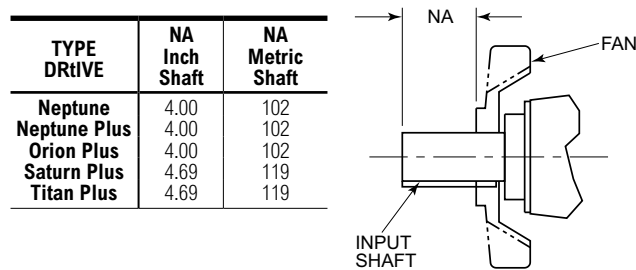 TYPE DRtIVE
NA Inch Shaft
NA Metric Shaft
Neptune 4.00 102
Neptune Plus 4.00 102
Orion Plus 4.00 102
Saturn Plus 4.69 119
Titan Plus 4.69 119
NA
FAN
INPUT
SHAFT